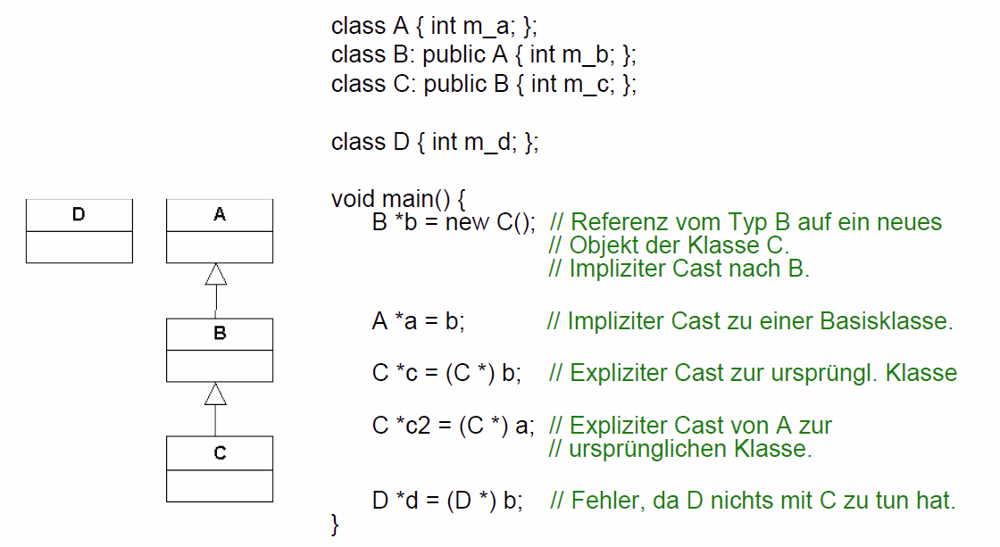 class A { int m_a; };
class B: public A { int m_b; };
class C: public B { int m_c; };
class D { int m_d; };
void main() {
B *b = new C(); // Referenz vom Typ B auf ein neues
// Objekt der Klasse C.
// Impliziter Cast nach B.
A *a = b; // Impliziter Cast zu einer Basisklasse.
C *c = (C *) b; // Expliziter Cast zur ursprüngl. Klasse
C *c2 = (C *) a; // Expliziter Cast von A zur
// ursprünglichen Klasse.
D *d = (D *) b; // Fehler, da D nichts mit C zu tun hat.
}
D
A
B
C